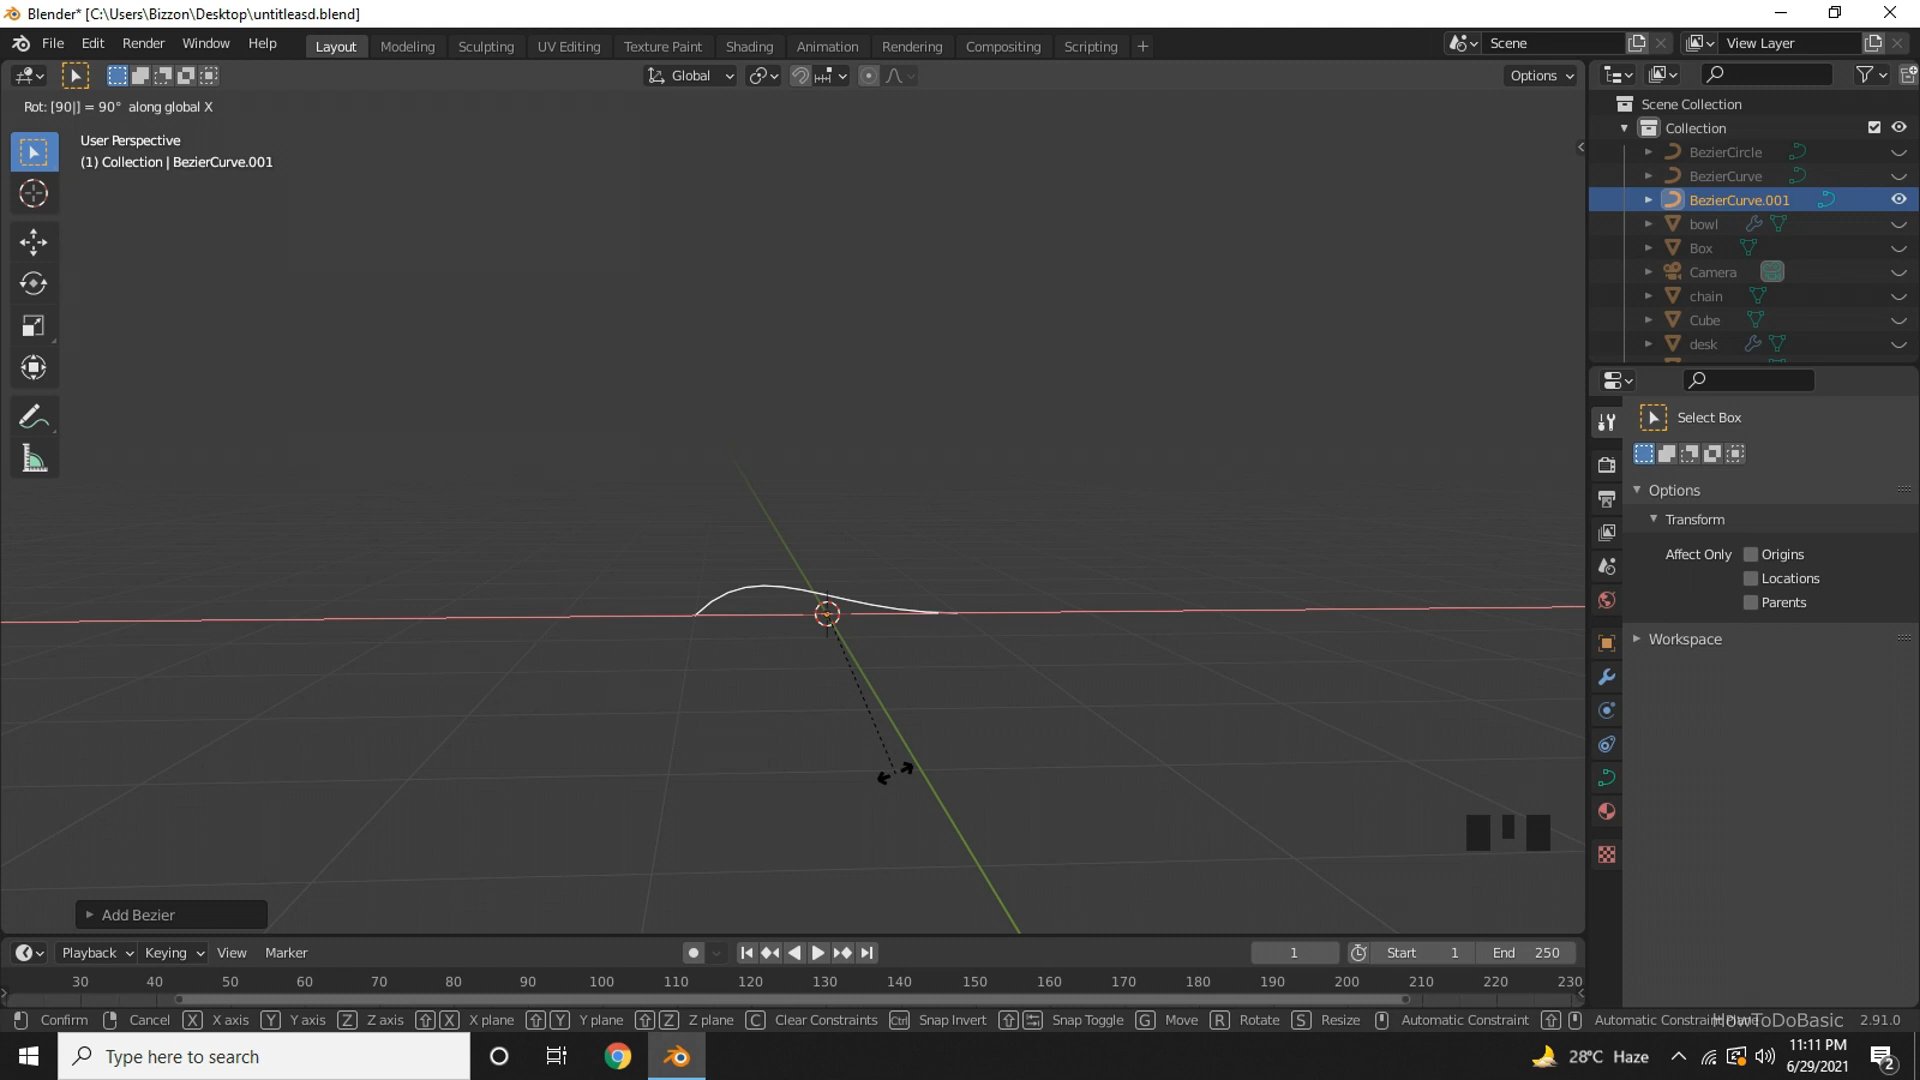 Blender* [C:\Users\Bizzon\Desktop\untitleasd.blend]
File Edit Render Window Help Layout Modeling Sculpting UV Editing Texture Paint Shading Animation Rendering Compositing Scripting + Scene View Layer
Global Options
Rot: [90|] = 90° along global X
User Perspective
(1) Collection | BezierCurve.001
Scene Collection
Collection
BezierCircle
BezierCurve
BezierCurve.001
bowl
Box
Camera
chain
Cube
desk
Select Box
Options
Transform
Affect Only Origins
Locations
Parents
Workspace
Add Bezier
Playback Keying View Marker 1 Start 1 End 250
30 40 50 60 70 80 90 100 110 120 130 140 150 160 170 180 190 200 210 220 230
Confirm Cancel X X axis Y Y axis Z Z axis X X plane Y Y plane Z Z plane C Clear Constraints Ctrl Snap Invert Snap Toggle G Move R Rotate S Resize Automatic Constraint Automatic Constraint Plane HowToDoBasic 2.91.0
Type here to search
28°C Haze
11:11 PM
6/29/2021
2